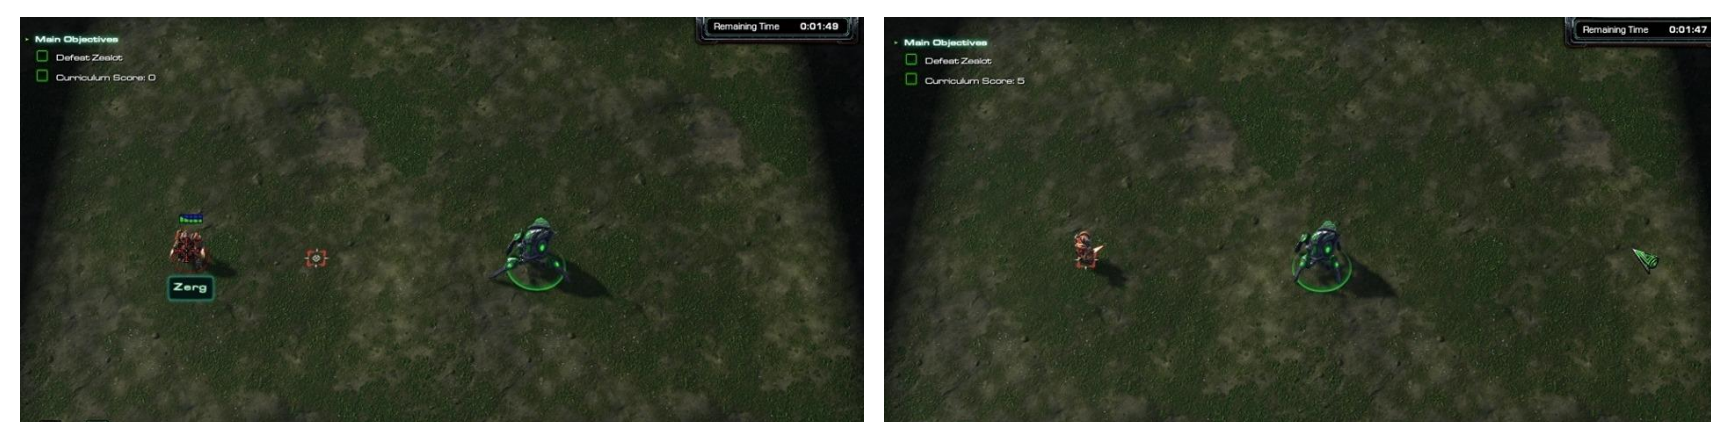 Remaining Time 0:01:49
Main Objectives
Defeat Zealot
Curriculum Score: 0
Zerg
Remaining Time 0:01:47
Main Objectives
Defeat Zealot
Curriculum Score: 5